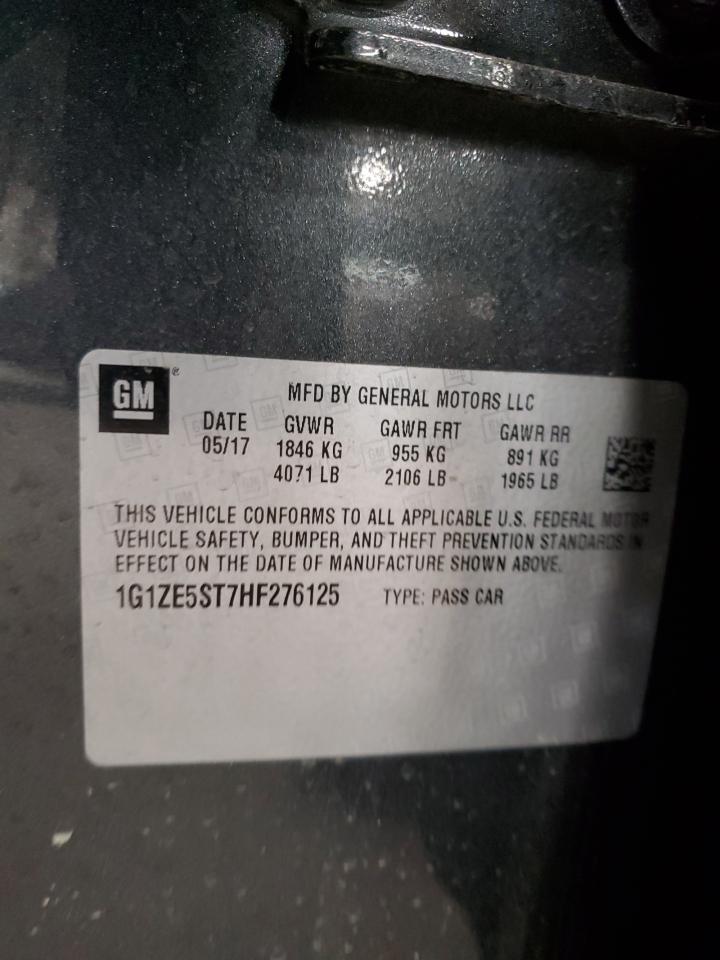 GM ®
MFD BY GENERAL MOTORS LLC
DATE GVWR GAWR FRT GAWR RR
05/17 1846 KG 955 KG 891 KG
4071 LB 2106 LB 1965 LB
THIS VEHICLE CONFORMS TO ALL APPLICABLE U.S. FEDERAL MOTOR
VEHICLE SAFETY, BUMPER, AND THEFT PREVENTION STANDARDS IN
EFFECT ON THE DATE OF MANUFACTURE SHOWN ABOVE.
1G1ZE5ST7HF276125 TYPE: PASS CAR